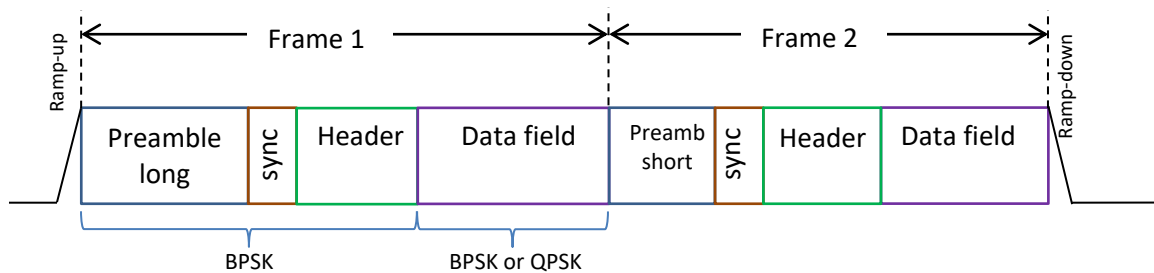 Ramp-up
Frame 1
Frame 2
Ramp-down
Preamble
long
sync
Header
Data field
Preamb
short
sync
Header
Data field
BPSK
BPSK or QPSK